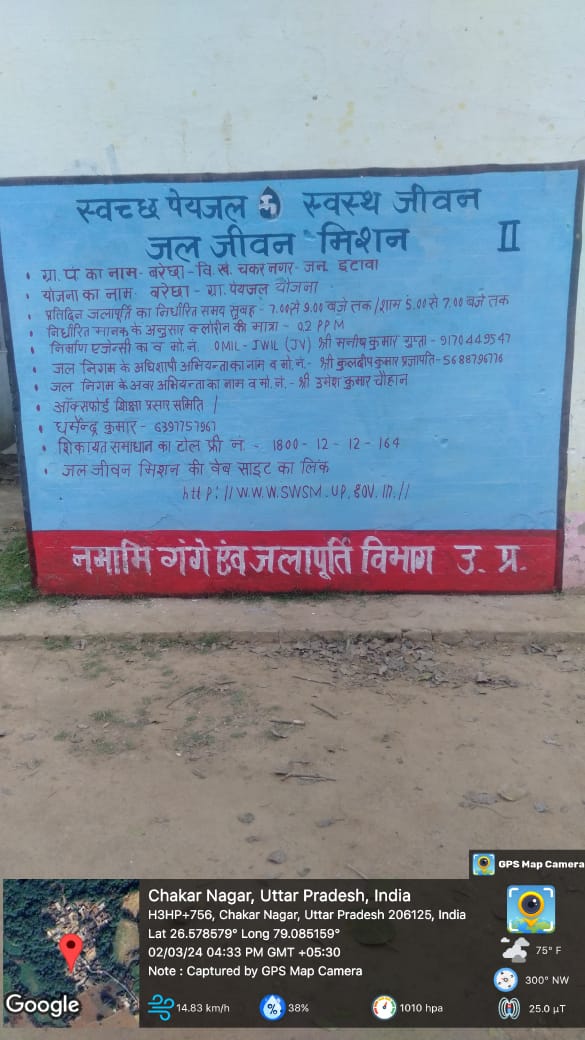 स्वच्छ पेयजल स्वस्थ जीवन
जल जीवन मिशन II
• ग्रा. पं का नाम- बरेछा - वि. खं. चकर नगर - जन. इटावा
• योजना का नाम बरेछा - ग्रा. पेयजल योजना
• प्रतिदिन जलापूर्ति का निर्धारित समय सुबह - 7.00 से 9.00 बजे तक / शाम 5.00 से 7.00 बजे तक
• निर्धारित मानक के अनुसार क्लोरीन की मात्रा - 0.2 PPM
• निर्माण एजेन्सी का व मो. नं. OMIL - JWIL (JV) श्री मनीष कुमार गुप्ता - 9170449547
• जल निगम के अधिशाषी अभियन्ता का नाम व मो. नं.- श्री कुलदीप कुमार प्रजापति - 5688796776
• जल निगम के अवर अभियन्ता का नाम व मो. नं. - श्री उमेश कुमार चौहान
• ऑक्सफोर्ड शिक्षा प्रसार समिति /
• धर्मेन्द्र कुमार - 6397757967
• शिकायत समाधान का टोल फ्री नं. - 1800 - 12 - 12 - 164
• जल जीवन मिशन की वेब साइट का लिंक
http://www.swsm.up.gov.in.//
नमामि गंगे एंव जलापूर्ति विभाग उ. प्र.
GPS Map Camera
Chakar Nagar, Uttar Pradesh, India
H3HP+756, Chakar Nagar, Uttar Pradesh 206125, India
Lat 26.578579° Long 79.085159°
02/03/24 04:33 PM GMT +05:30
Note : Captured by GPS Map Camera
Google
14.83 km/h 38% 1010 hpa
75° F
300° NW
25.0 µT